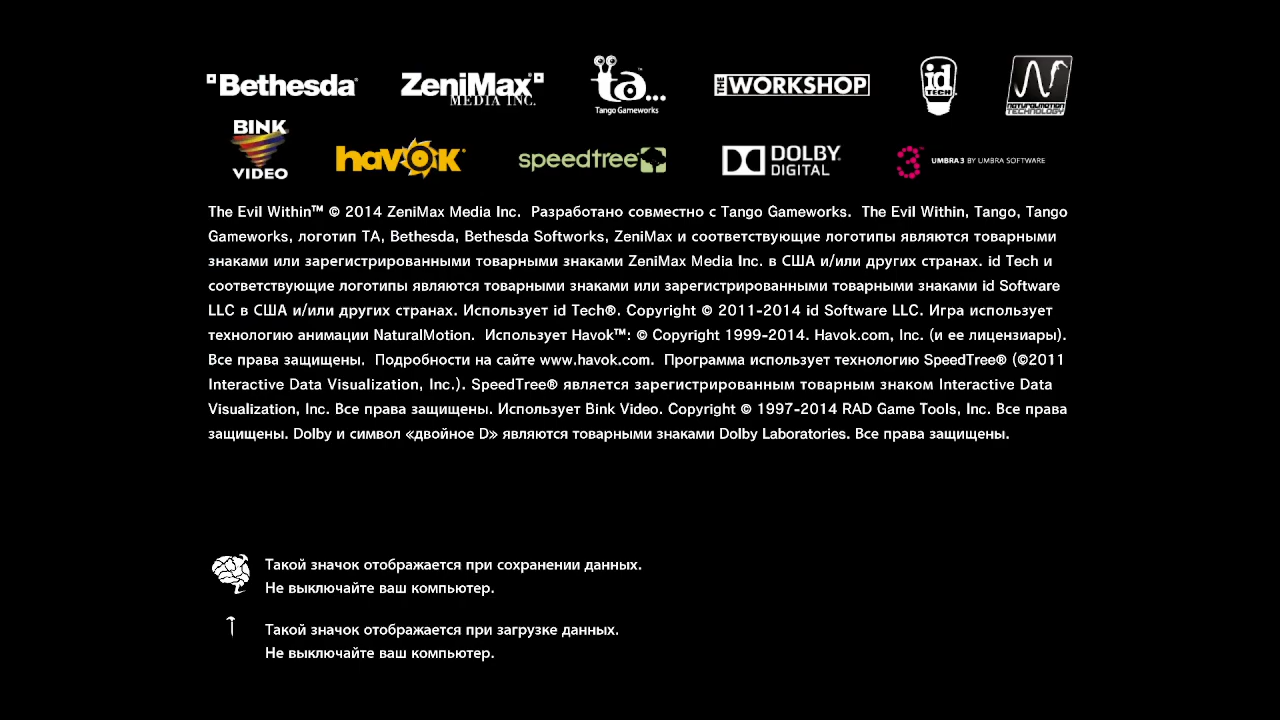 Bethesda ZeniMax MEDIA INC. ta... Tango Gameworks THE WORKSHOP id TECH NATURALMOTION TECHNOLOGY
BINK VIDEO havok speedtree DOLBY DIGITAL 3 UMBRA 3 BY UMBRA SOFTWARE
The Evil Within™ © 2014 ZeniMax Media Inc. Разработано совместно с Tango Gameworks. The Evil Within, Tango, Tango
Gameworks, логотип TA, Bethesda, Bethesda Softworks, ZeniMax и соответствующие логотипы являются товарными
знаками или зарегистрированными товарными знаками ZeniMax Media Inc. в США и/или других странах. id Tech и
соответствующие логотипы являются товарными знаками или зарегистрированными товарными знаками id Software
LLC в США и/или других странах. Использует id Tech®. Copyright © 2011-2014 id Software LLC. Игра использует
технологию анимации NaturalMotion. Использует Havok™: © Copyright 1999-2014. Havok.com, Inc. (и ее лицензиары).
Все права защищены. Подробности на сайте www.havok.com. Программа использует технологию SpeedTree® (©2011
Interactive Data Visualization, Inc.). SpeedTree® является зарегистрированным товарным знаком Interactive Data
Visualization, Inc. Все права защищены. Использует Bink Video. Copyright © 1997-2014 RAD Game Tools, Inc. Все права
защищены. Dolby и символ «двойное D» являются товарными знаками Dolby Laboratories. Все права защищены.
Такой значок отображается при сохранении данных.
Не выключайте ваш компьютер.
Такой значок отображается при загрузке данных.
Не выключайте ваш компьютер.